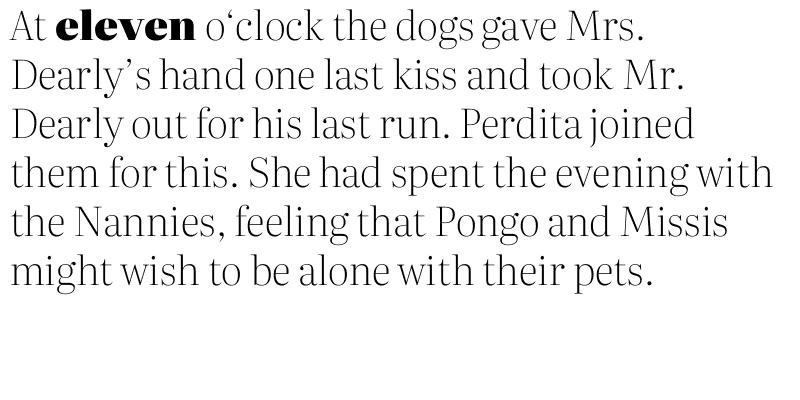 At eleven o‘clock the dogs gave Mrs.
Dearly’s hand one last kiss and took Mr.
Dearly out for his last run. Perdita joined
them for this. She had spent the evening with
the Nannies, feeling that Pongo and Missis
might wish to be alone with their pets.